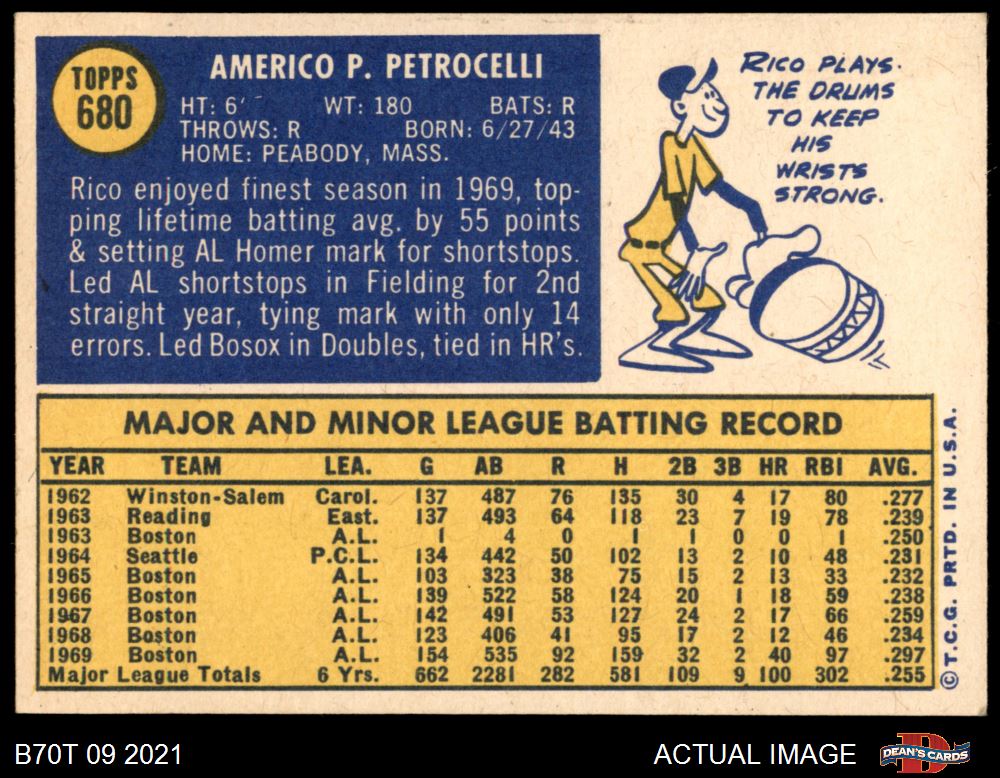 TOPPS
680
AMERICO P. PETROCELLI
HT: 6' WT: 180 BATS: R
THROWS: R BORN: 6/27/43
HOME: PEABODY, MASS.
Rico enjoyed finest season in 1969, top-
ping lifetime batting avg. by 55 points
& setting AL Homer mark for shortstops.
Led AL shortstops in Fielding for 2nd
straight year, tying mark with only 14
errors. Led Bosox in Doubles, tied in HR's.
RICO PLAYS
THE DRUMS
TO KEEP
HIS
WRISTS
STRONG.
MAJOR AND MINOR LEAGUE BATTING RECORD
YEAR TEAM LEA. G AB R H 2B 3B HR RBI AVG.
1962 Winston-Salem Carol. 137 487 76 135 30 4 17 80 .277
1963 Reading East. 137 493 64 118 23 7 19 78 .239
1963 Boston A.L. 1 4 0 1 1 0 0 1 .250
1964 Seattle P.C.L. 134 442 50 102 13 2 10 48 .231
1965 Boston A.L. 103 323 38 75 15 2 13 33 .232
1966 Boston A.L. 139 522 58 124 20 1 18 59 .238
1967 Boston A.L. 142 491 53 127 24 2 17 66 .259
1968 Boston A.L. 123 406 41 95 17 2 12 46 .234
1969 Boston A.L. 154 535 92 159 32 2 40 97 .297
Major League Totals 6 Yrs. 662 2281 282 581 109 9 100 302 .255
©T.C.G. PRTD. IN U.S.A.
B70T 09 2021
ACTUAL IMAGE
D
DEAN'S CARDS